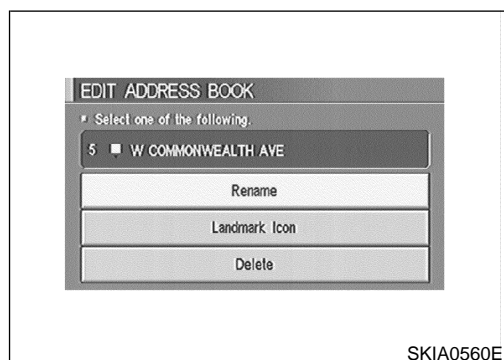 EDIT ADDRESS BOOK
Select one of the following.
5 W COMMONWEALTH AVE
Rename
Landmark Icon
Delete
SKIA0560E